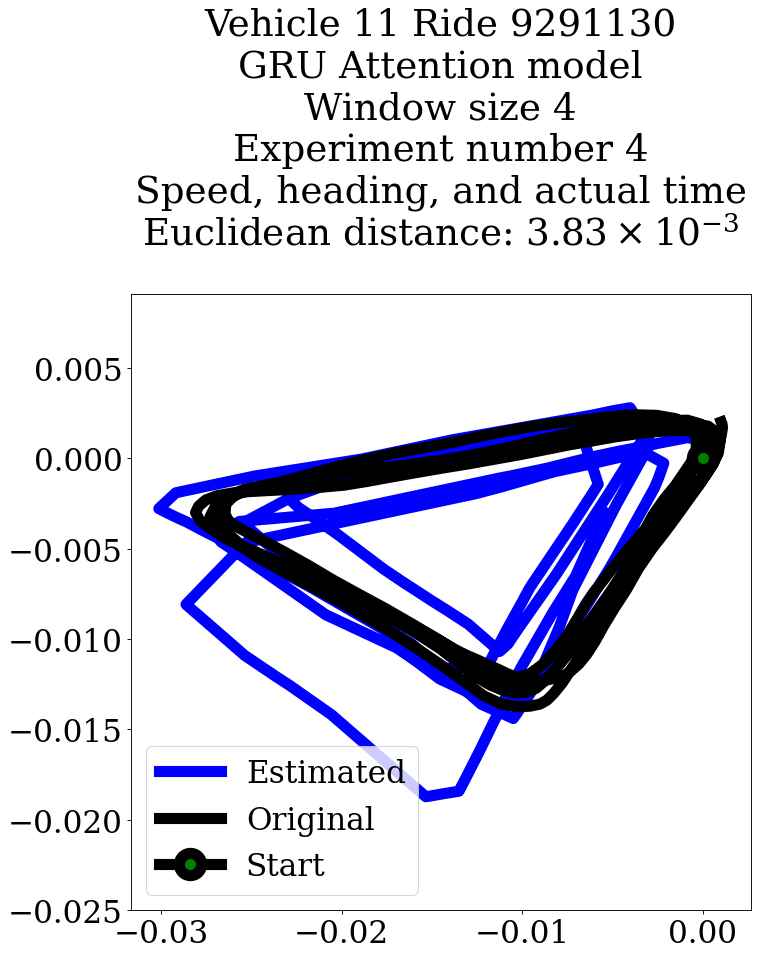 Vehicle 11 Ride 9291130
GRU Attention model
Window size 4
Experiment number 4
Speed, heading, and actual time
Euclidean distance: 3.83 × 10⁻³
0.005
0.000
−0.005
−0.010
−0.015
−0.020
−0.025
Estimated
Original
Start
−0.03
−0.02
−0.01
0.00